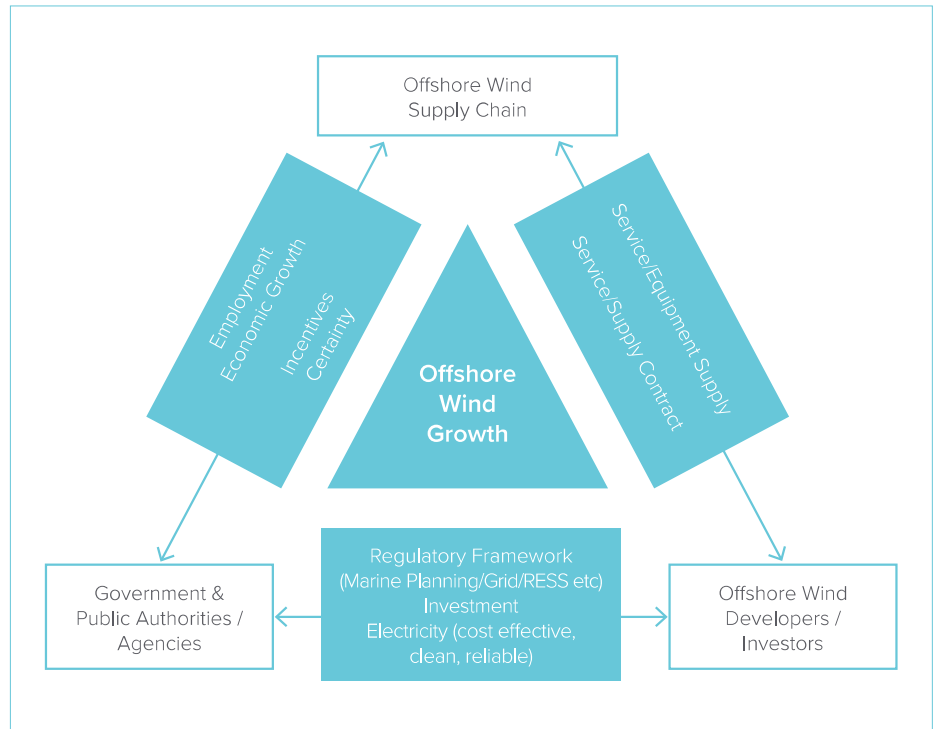 Offshore Wind
Supply Chain
Employment
Economic Growth
Incentives
Certainty
Service/Equipment Supply
Service/Supply Contract
Offshore
Wind
Growth
Government &
Public Authorities /
Agencies
Regulatory Framework
(Marine Planning/Grid/RESS etc)
Investment
Electricity (cost effective,
clean, reliable)
Offshore Wind
Developers /
Investors